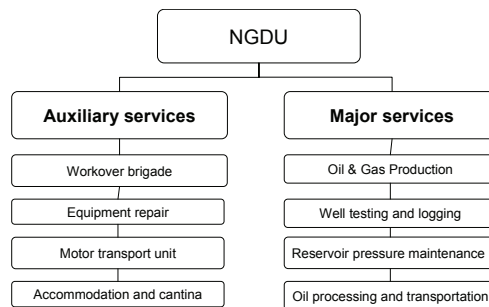 NGDU
Auxiliary services
Workover brigade
Equipment repair
Motor transport unit
Accommodation and cantina
Major services
Oil & Gas Production
Well testing and logging
Reservoir pressure maintenance
Oil processing and transportation